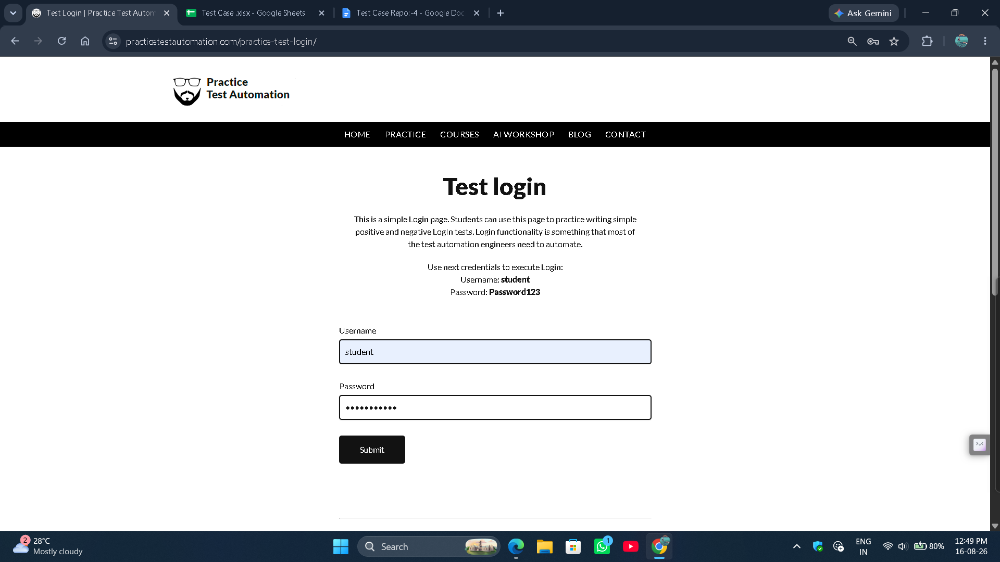 Test Login | Practice Test Autom
Test Case .xlsx - Google Sheets
Test Case Repo:-4 - Google Doc
Ask Gemini
practicetestautomation.com/practice-test-login/
Practice
Test Automation
HOME PRACTICE COURSES AI WORKSHOP BLOG CONTACT
Test login
This is a simple Login page. Students can use this page to practice writing simple
positive and negative LogIn tests. Login functionality is something that most of
the test automation engineers need to automate.
Use next credentials to execute Login:
Username: student
Password: Password123
Username
student
Password
•••••••••••
Submit
2
28°C
Mostly cloudy
Search
1
ENG
IN
80%
12:49 PM
16-08-26